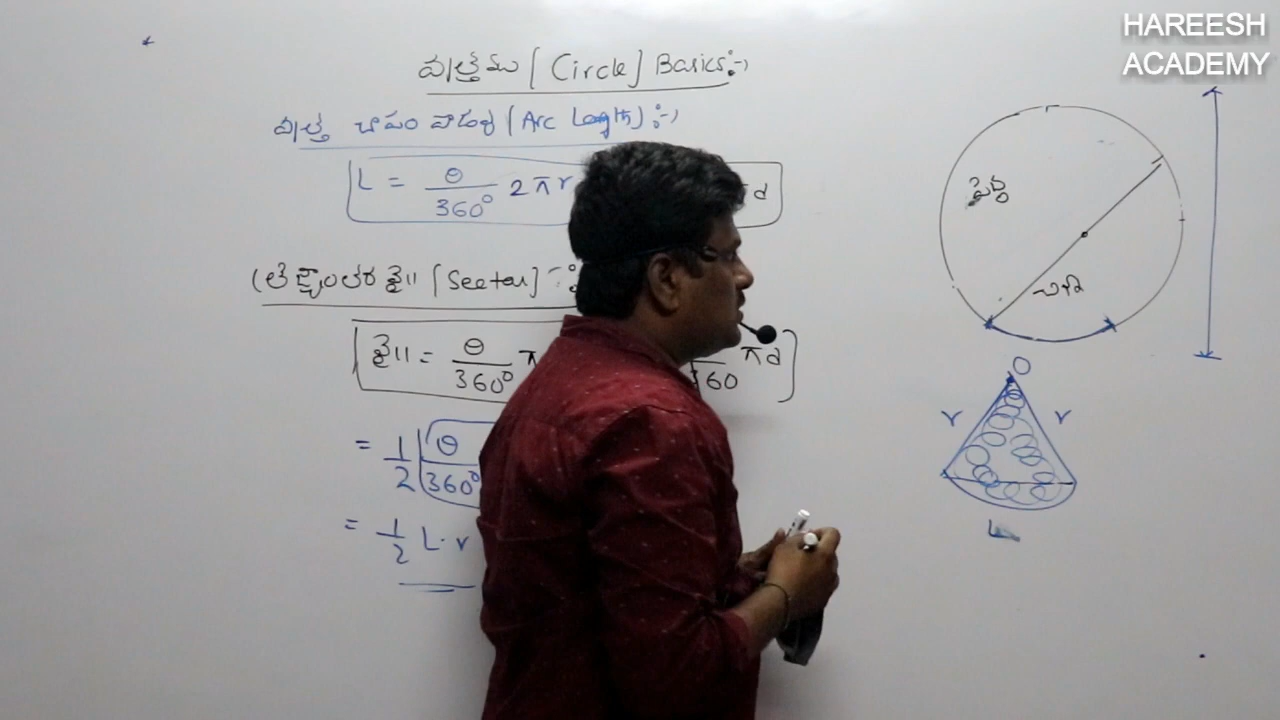 HAREESH
ACADEMY
వృత్తము [Circle] Basics :-
వృత్త చాపం పొడవు (Arc Length) :-
L = θ/360° 2πr
d
[Sector] :-
వై॥ = θ/360° π
/360 πd
= 1/2 θ/360°
= 1/2 L.r
పెద్ద
చిన్న
O
r r
L